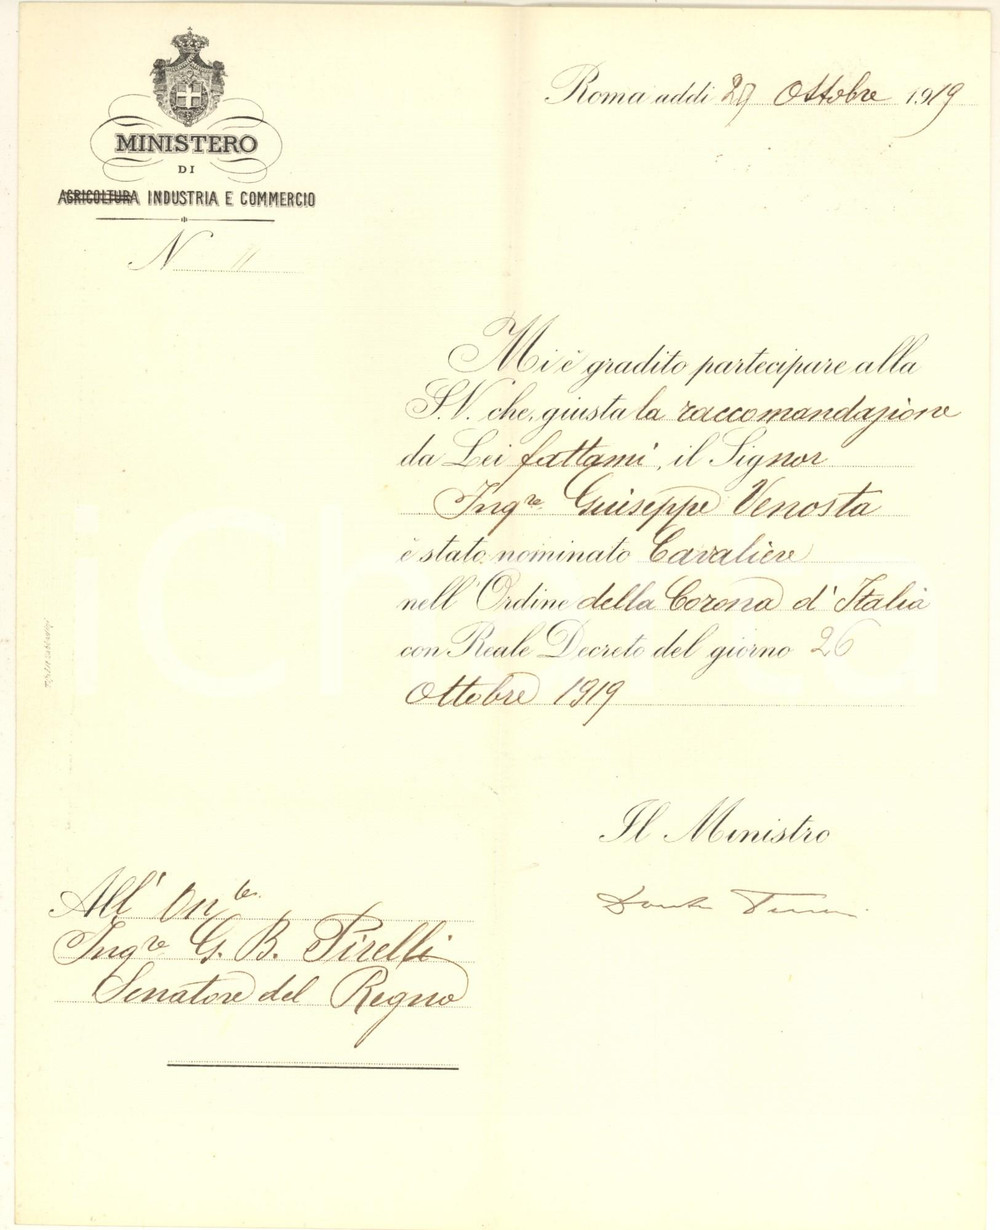 MINISTERO
DI
AGRICOLTURA INDUSTRIA E COMMERCIO
N 11
Roma addì 29 Ottobre 1919
Mi è gradito partecipare alla
S.V. che, giusta la raccomandazione
da Lei fattami, il Signor
Ing.re Giuseppe Venosta
è stato nominato Cavaliere
nell'Ordine della Corona d'Italia
con Reale Decreto del giorno 26
Ottobre 1919
Il Ministro
All' On.le
Ing.re G. B. Pirelli
Senatore del Regno